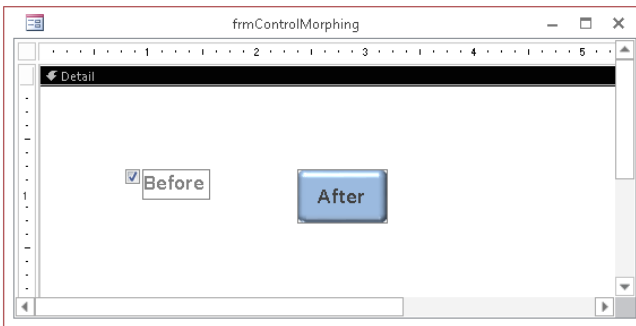 frmControlMorphing
1 2 3 4 5
Detail
1
Before
After